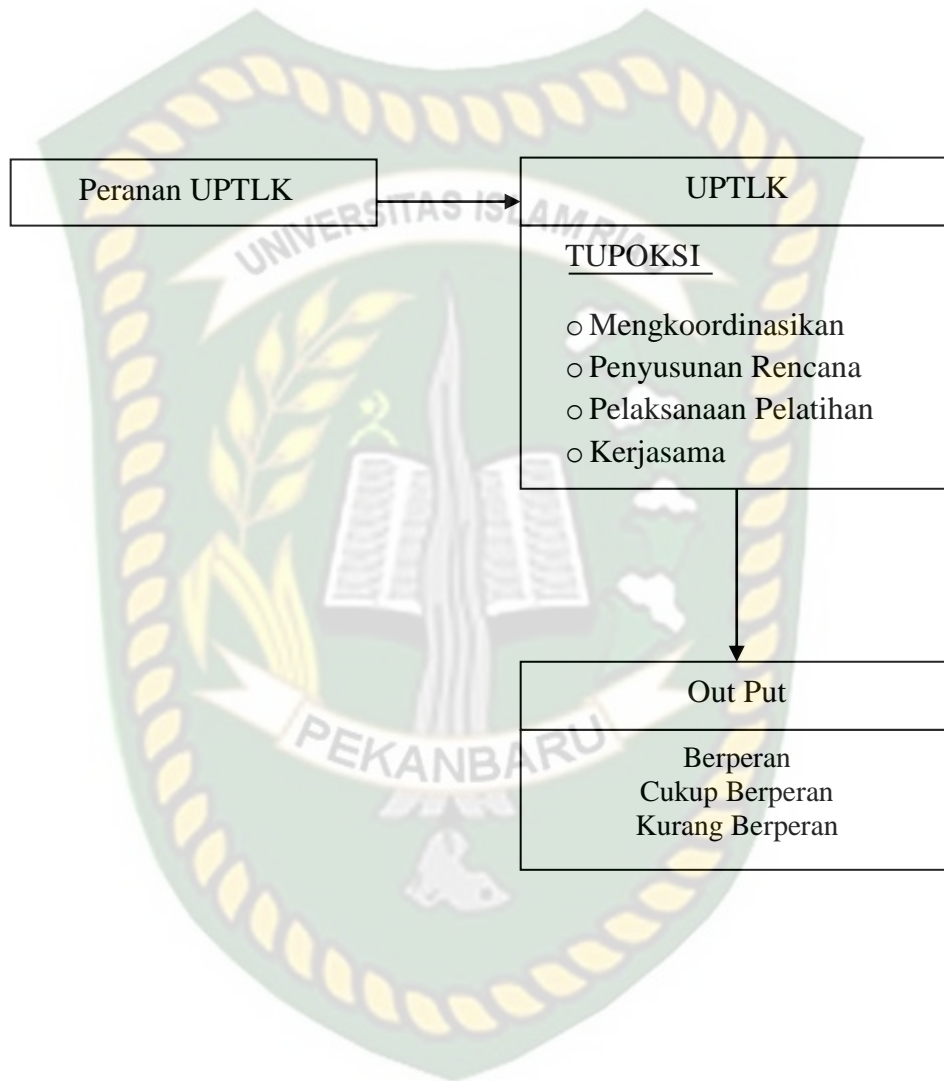 Peranan UPTLK
UPTLK
UNIVERSITAS ISLAM RIAU
TUPOKSI
o Mengkoordinasikan
o Penyusunan Rencana
o Pelaksanaan Pelatihan
o Kerjasama
Out Put
PEKANBARU
Berperan
Cukup Berperan
Kurang Berperan